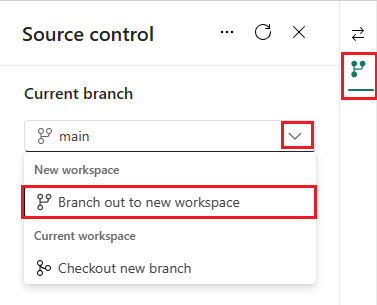 Source control
Current branch
main
New workspace
Branch out to new workspace
Current workspace
Checkout new branch